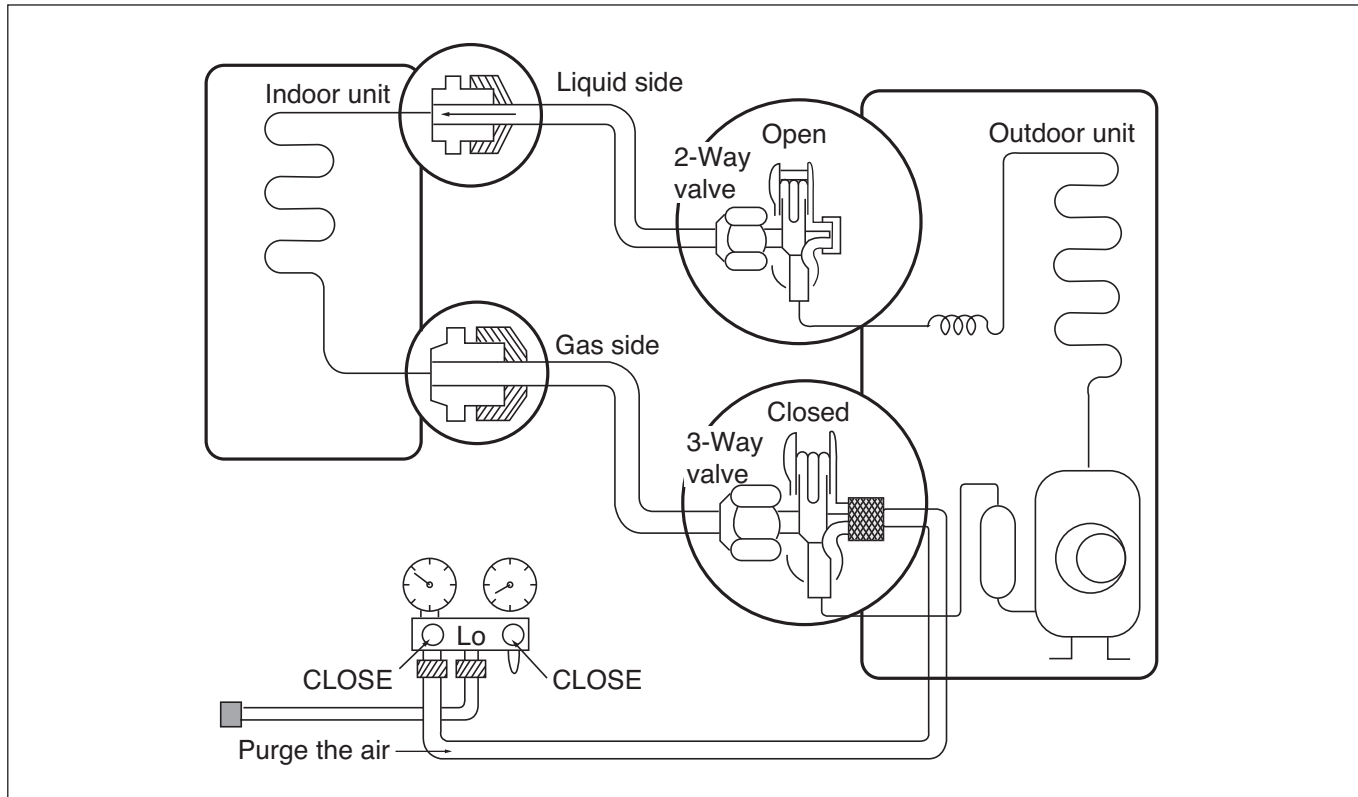 Indoor unit
Liquid side
Open
2-Way
valve
Outdoor unit
Gas side
Closed
3-Way
valve
Lo
CLOSE
CLOSE
Purge the air